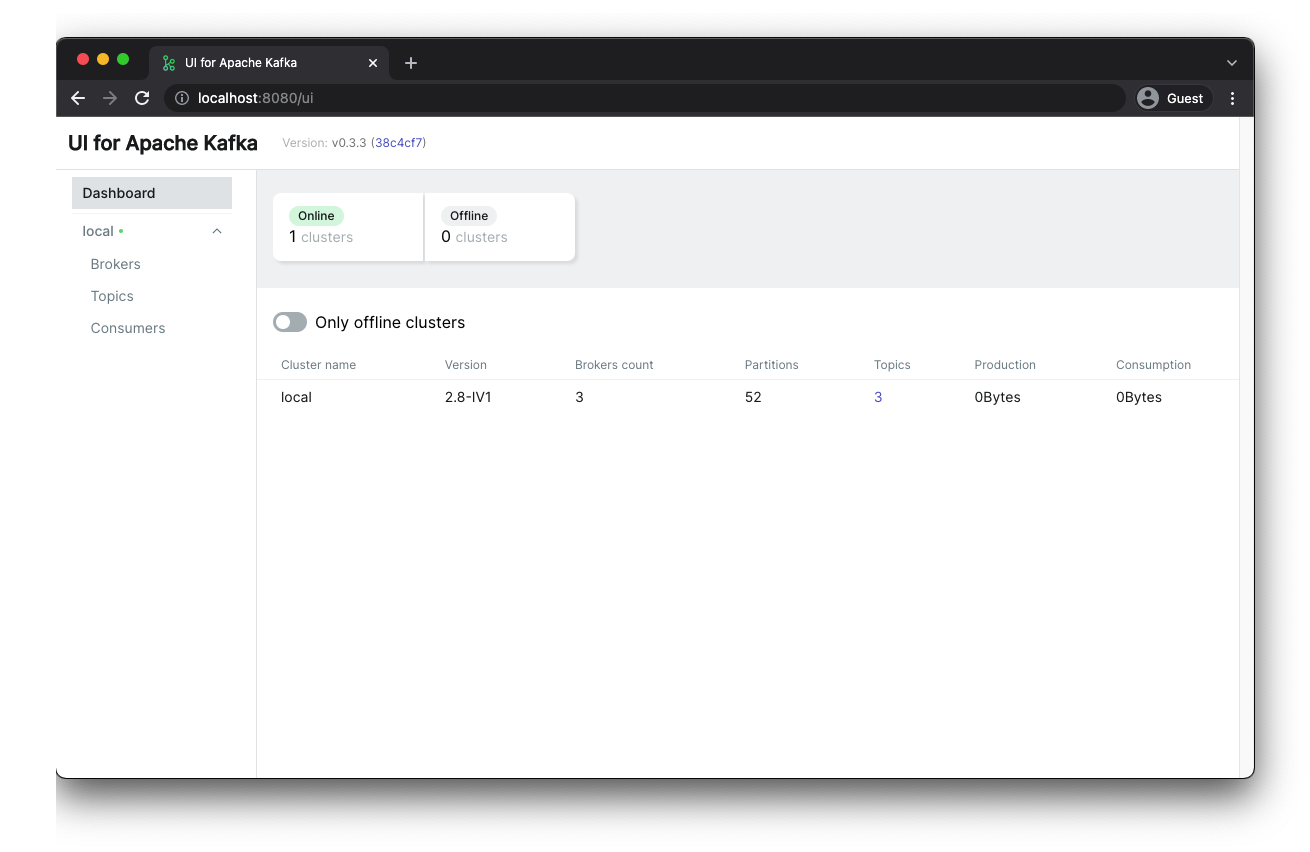 UI for Apache Kafka
localhost:8080/ui
Guest
UI for Apache Kafka Version: v0.3.3 (38c4cf7)
Dashboard
local
Brokers
Topics
Consumers
Online
1 clusters
Offline
0 clusters
Only offline clusters
Cluster name Version Brokers count Partitions Topics Production Consumption
local 2.8-IV1 3 52 3 0Bytes 0Bytes